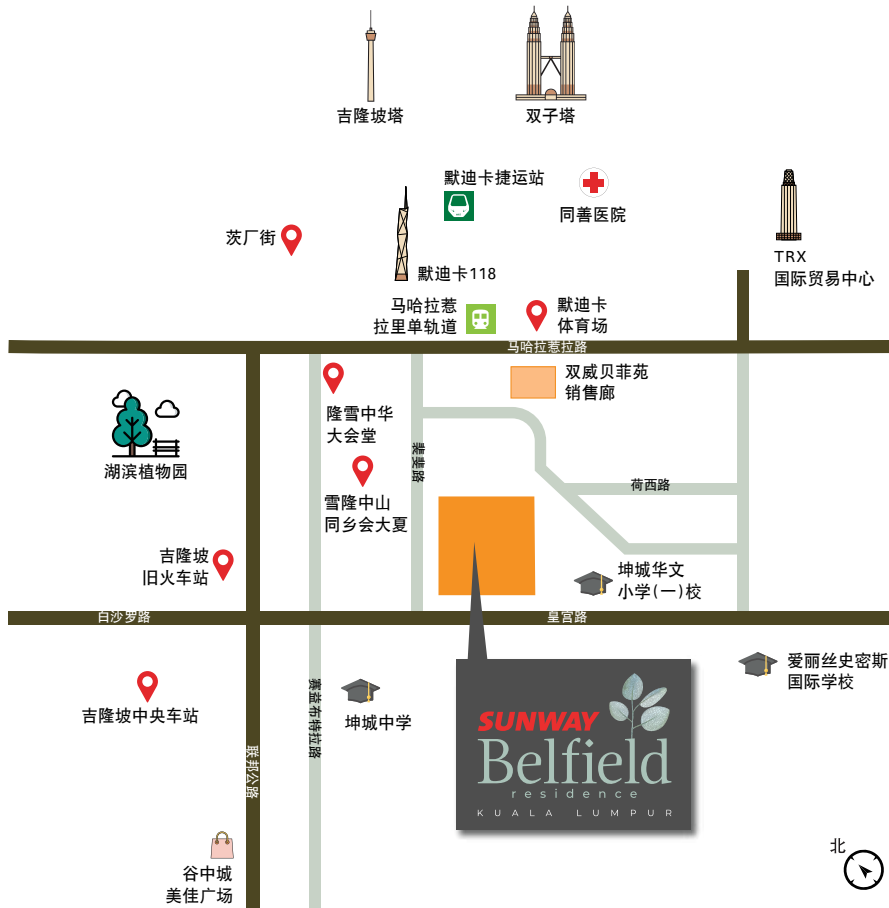 吉隆坡塔
双子塔
默迪卡捷运站
同善医院
茨厂街
默迪卡118
TRX
国际贸易中心
马哈拉惹
拉里单轨道
默迪卡
体育场
马哈拉惹拉路
双威贝菲苑
销售廊
隆雪中华
大会堂
裴斐路
湖滨植物园
荷西路
雪隆中山
同乡会大夏
吉隆坡
旧火车站
坤城华文
小学(一)校
白沙罗路
皇宫路
爱丽丝史密斯
国际学校
吉隆坡中央车站
赛益布特拉路
坤城中学
SUNWAY
Belfield
residence
KUALA LUMPUR
联邦公路
谷中城
美佳广场
北